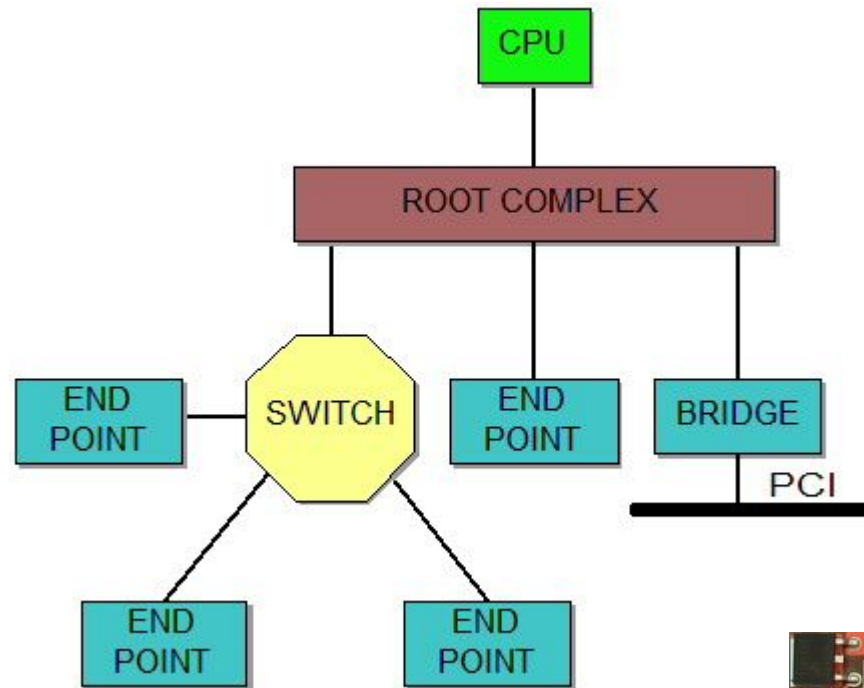 CPU
ROOT COMPLEX
END
POINT
SWITCH
END
POINT
BRIDGE
PCI
END
POINT
END
POINT